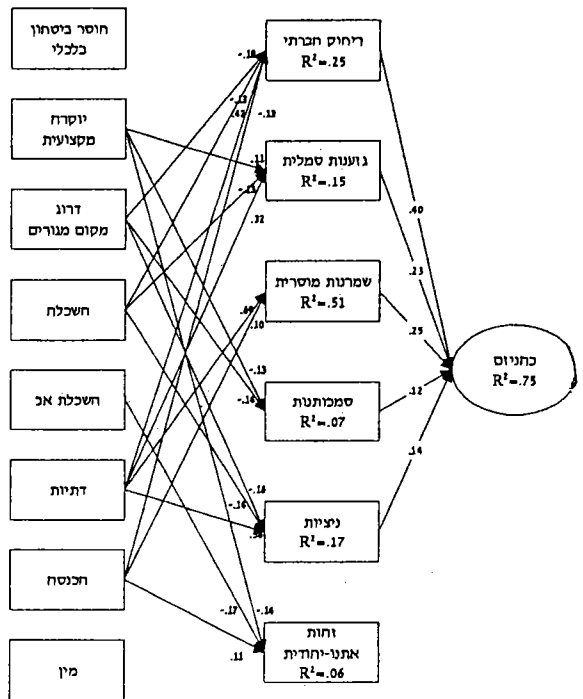 חוסר ביטחון
כלכלי
יוקרה
מקצועית
דרוג
מקום מגורים
השכלה
השכלת אב
דתיות
הכנסה
מין
ריחוק חברתי
R²=.25
גזענות סמלית
R²=.15
שמרנות מוסרית
R²=.51
סמכותנות
R²=.07
ניציות
R²=.17
זהות
אתנו-יהודית
R²=.06
-.12
-.13
.11
.32
.10
-.13
-.16
-.17
-.14
.11
.40
.23
.25
.12
.14
כהניזם
R²=.75